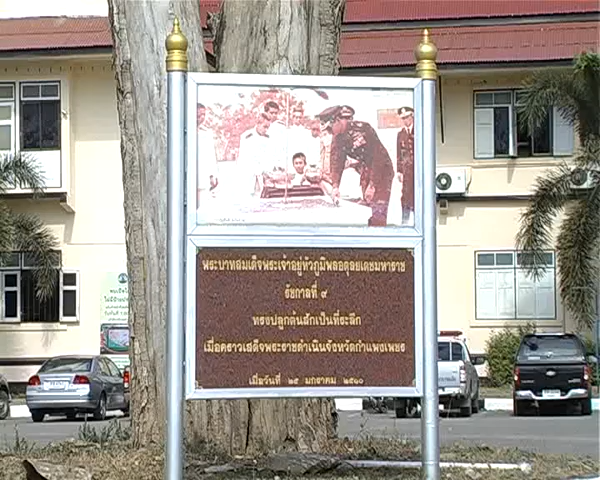 พระบาทสมเด็จพระเจ้าอยู่หัวภูมิพลอดุลยเดชมหาราช
รัชกาลที่ ๙
ทรงปลูกต้นสักเป็นที่ระลึก
เมื่อคราวเสด็จพระราชดำเนินจังหวัดกำแพงเพชร
เมื่อวันที่ ๒๕ มกราคม ๒๕๑๐